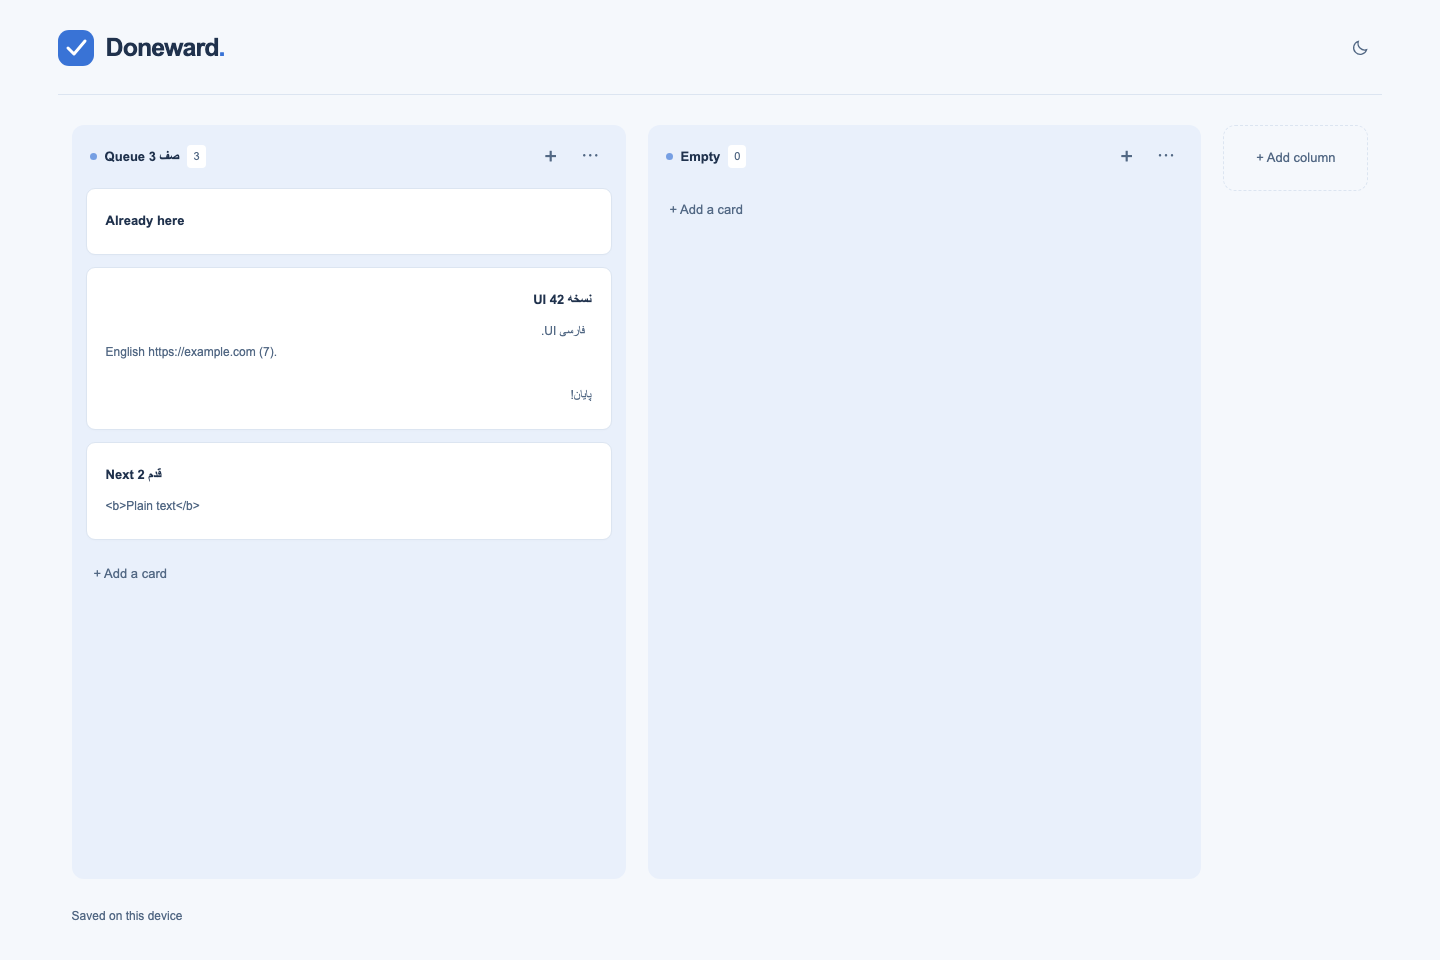 Doneward.
Queue 3 صف 3
Already here
نسخه UI 42
فارسی UI.
English https://example.com (7).
پایان!
Next 2 قدم
<b>Plain text</b>
+ Add a card
Empty 0
+ Add a card
+ Add column
Saved on this device